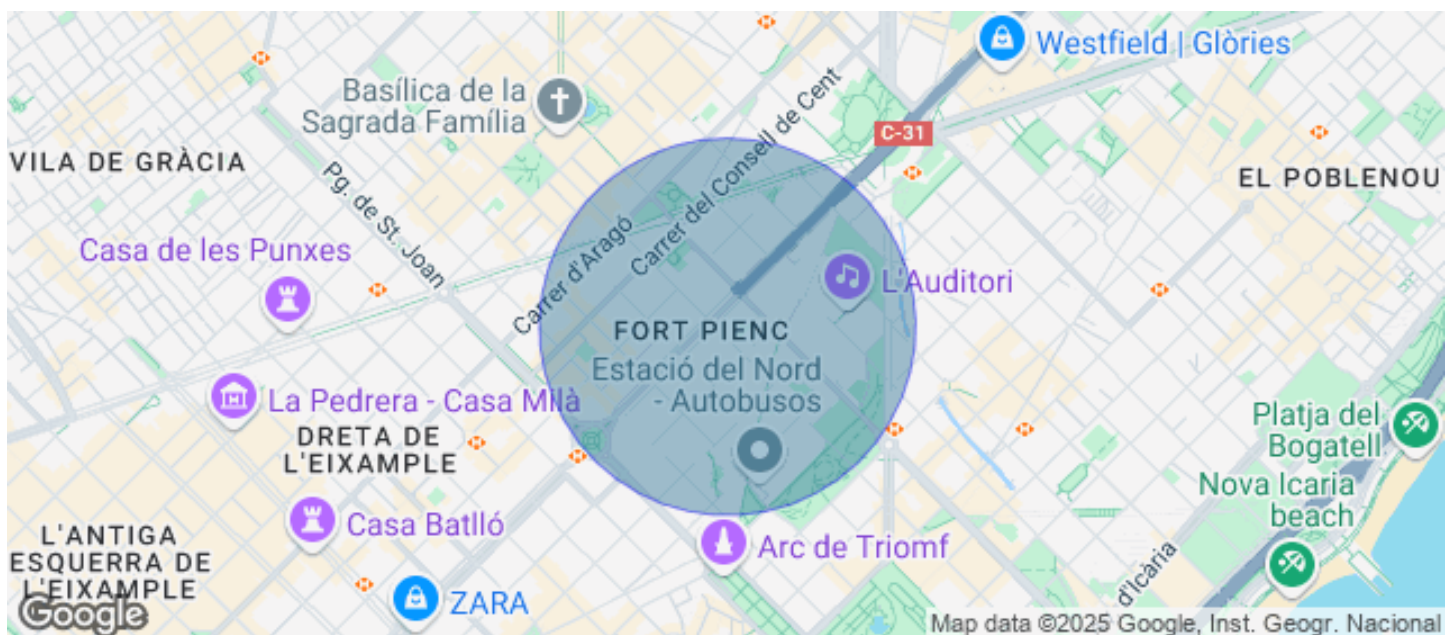 Westfield | Glòries
Basílica de la
Sagrada Família
Carrer del Consell de Cent
C-31
VILA DE GRÀCIA
Pg. de St. Joan
EL POBLENOU
Casa de les Punxes
Carrer d'Aragó
L'Auditori
FORT PIENC
Estació del Nord
- Autobusos
La Pedrera - Casa Milà
DRETA DE
L'EIXAMPLE
Platja del
Bogatell
Nova Icaria
beach
Casa Batlló
Arc de Triomf
L'ANTIGA
ESQUERRA DE
L'EIXAMPLE
d'Icària
ZARA
Google
Map data ©2025 Google, Inst. Geogr. Nacional